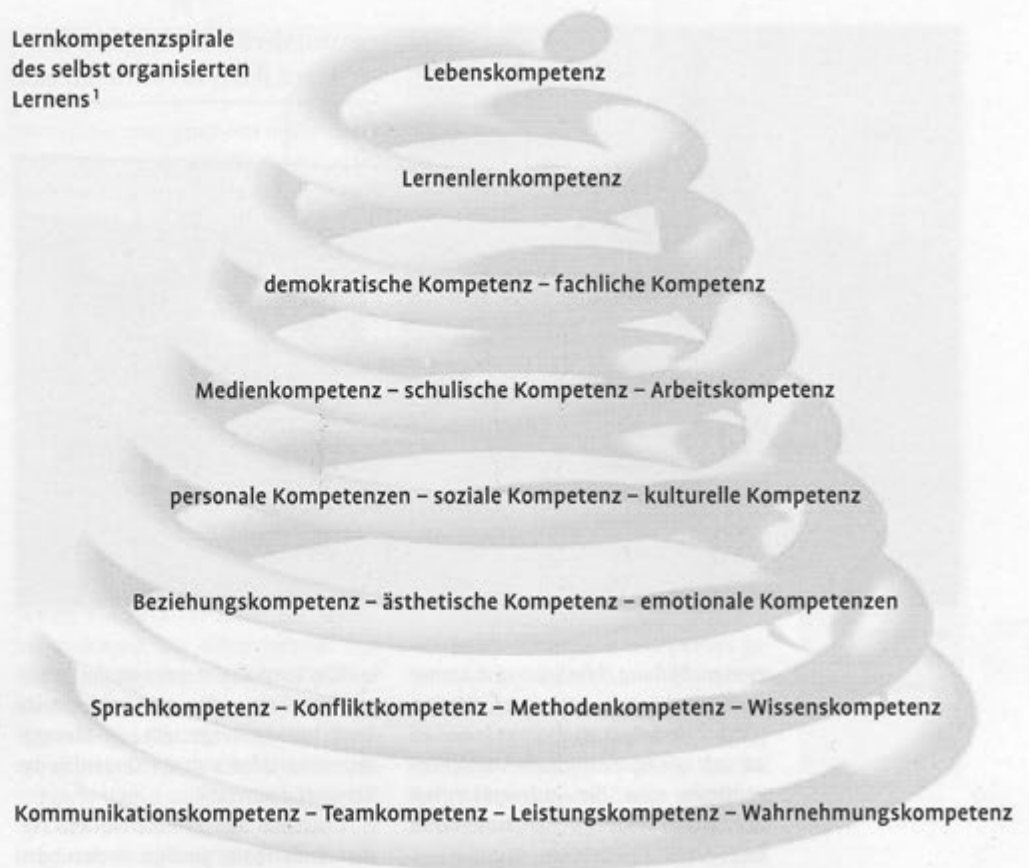 Lernkompetenzspirale
des selbst organisierten
Lernens¹
Lebenskompetenz
Lernenlernkompetenz
demokratische Kompetenz – fachliche Kompetenz
Medienkompetenz – schulische Kompetenz – Arbeitskompetenz
personale Kompetenzen – soziale Kompetenz – kulturelle Kompetenz
Beziehungskompetenz – ästhetische Kompetenz – emotionale Kompetenzen
Sprachkompetenz – Konfliktkompetenz – Methodenkompetenz – Wissenskompetenz
Kommunikationskompetenz – Teamkompetenz – Leistungskompetenz – Wahrnehmungskompetenz